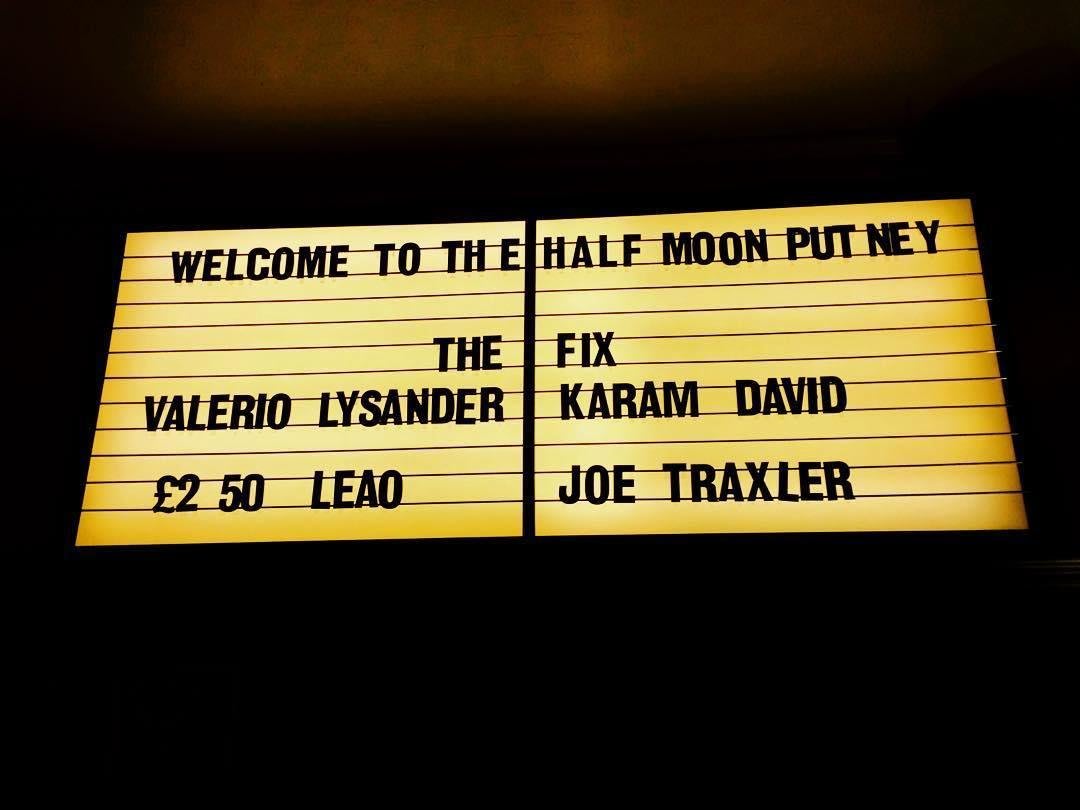 WELCOME TO THE HALF MOON PUTNEY
THE FIX
VALERIO LYSANDER KARAM DAVID
£2 50 LEAO JOE TRAXLER